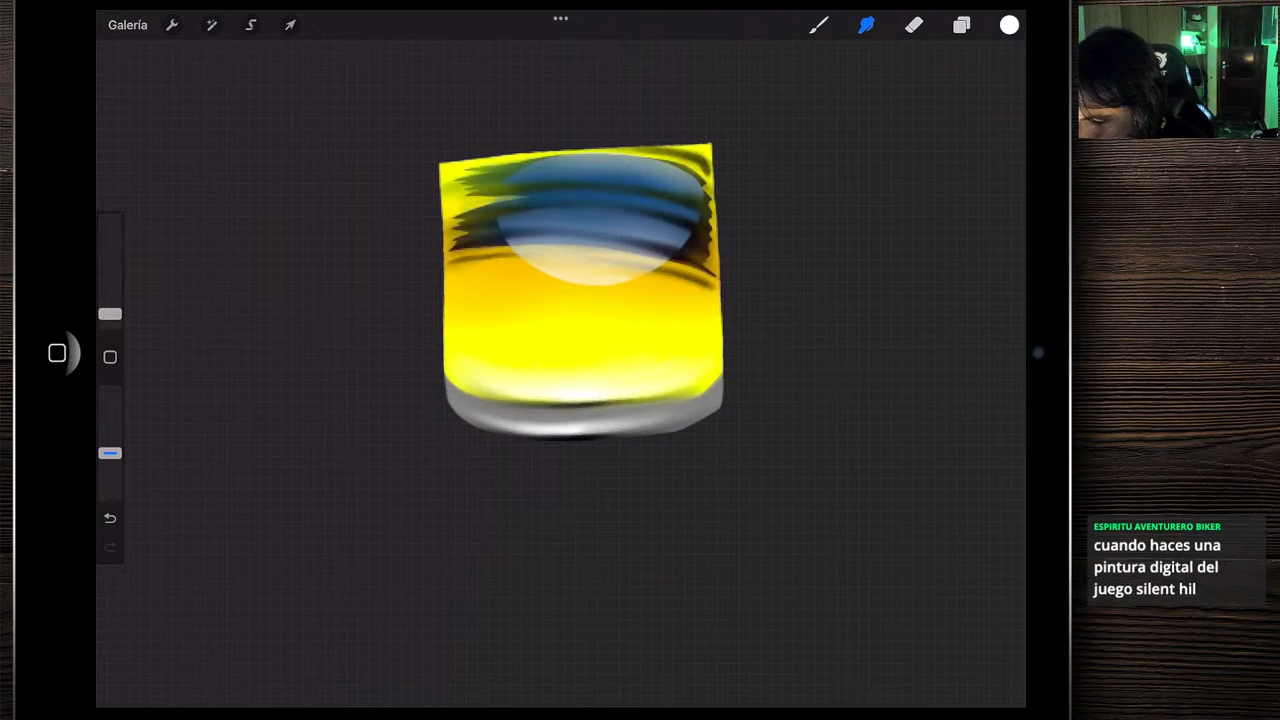 Galería
ESPIRITU AVENTURERO BIKER
cuando haces una
pintura digital del
juego silent hil